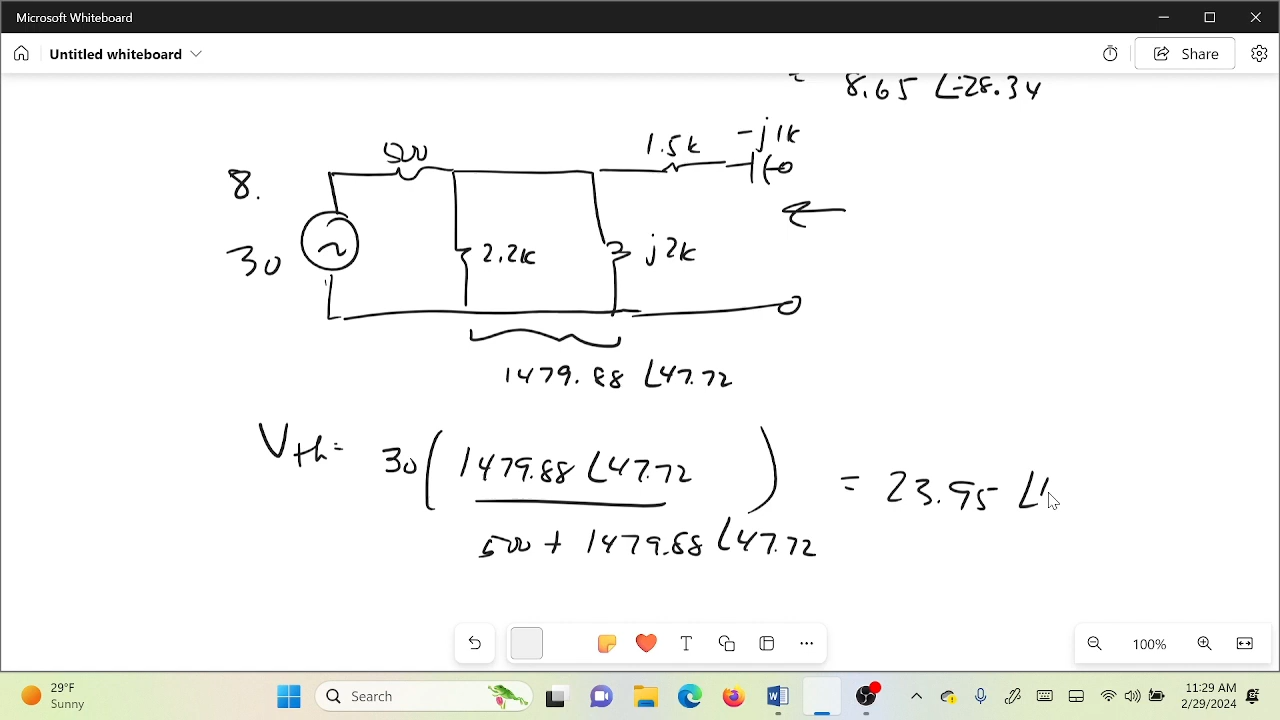 Microsoft Whiteboard
Untitled whiteboard
Share
= 8.65 ∠-28.34
8.
500
1.5k
-j1k
30
2.2k
j2k
1479.88 ∠47.72
Vth = 30 ( 1479.88 ∠47.72 ) = 23.95 ∠1
500 + 1479.88 ∠47.72
T
100%
29°F
Sunny
Search
11:29 AM
2/29/2024